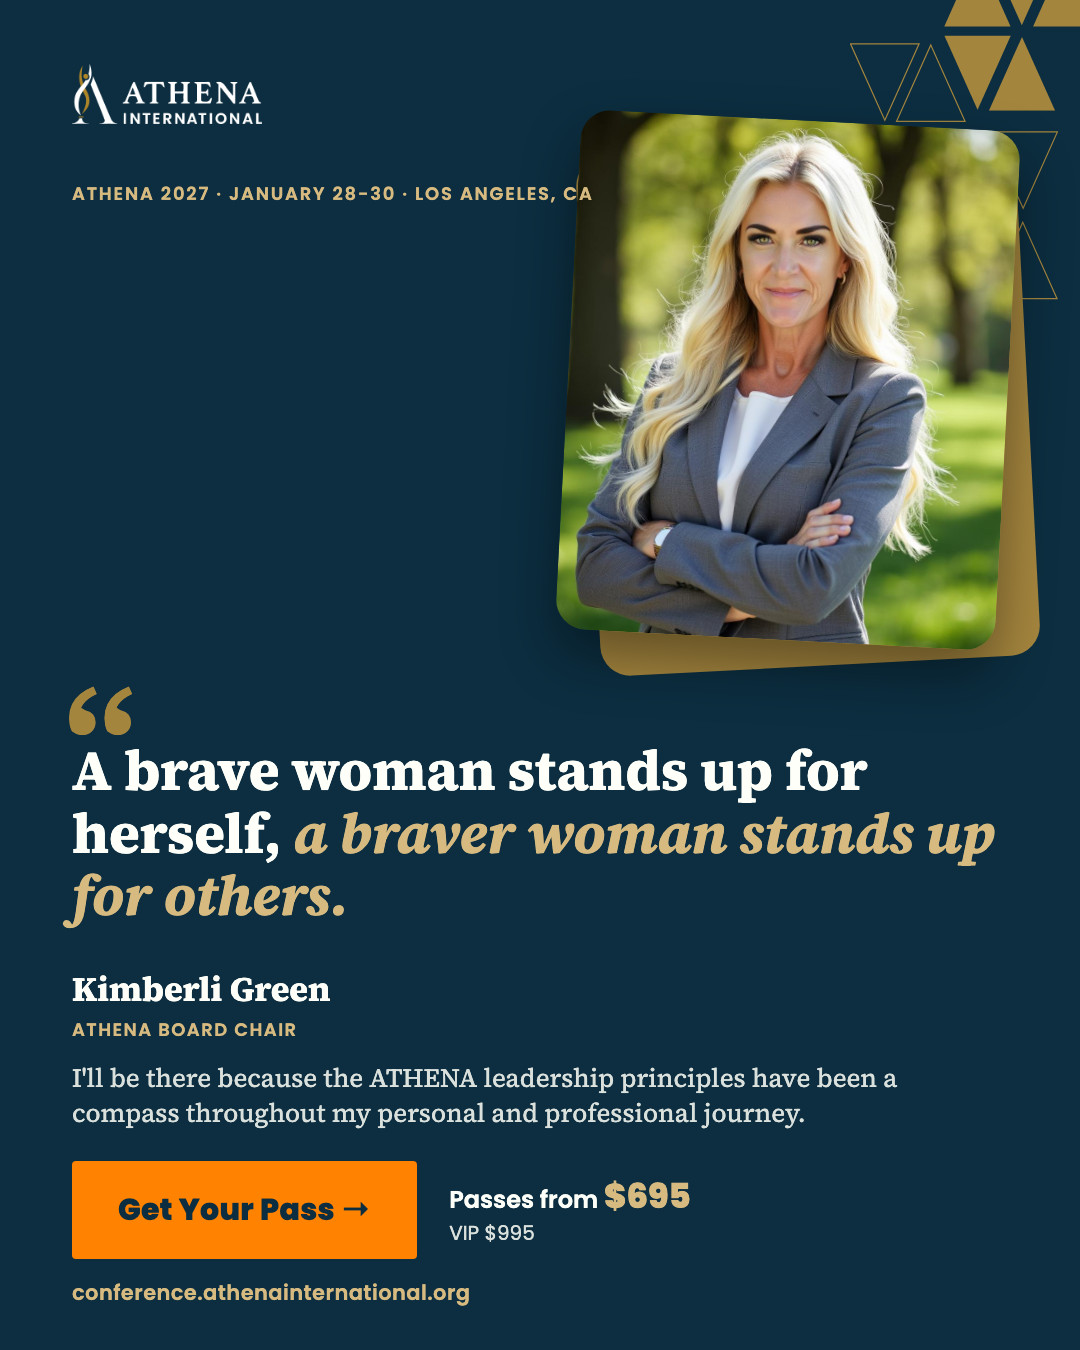 ATHENA
INTERNATIONAL
ATHENA 2027 · JANUARY 28–30 · LOS ANGELES, CA
“
A brave woman stands up for
herself, a braver woman stands up
for others.
Kimberli Green
ATHENA BOARD CHAIR
I'll be there because the ATHENA leadership principles have been a
compass throughout my personal and professional journey.
Get Your Pass →
Passes from $695
VIP $995
conference.athenainternational.org